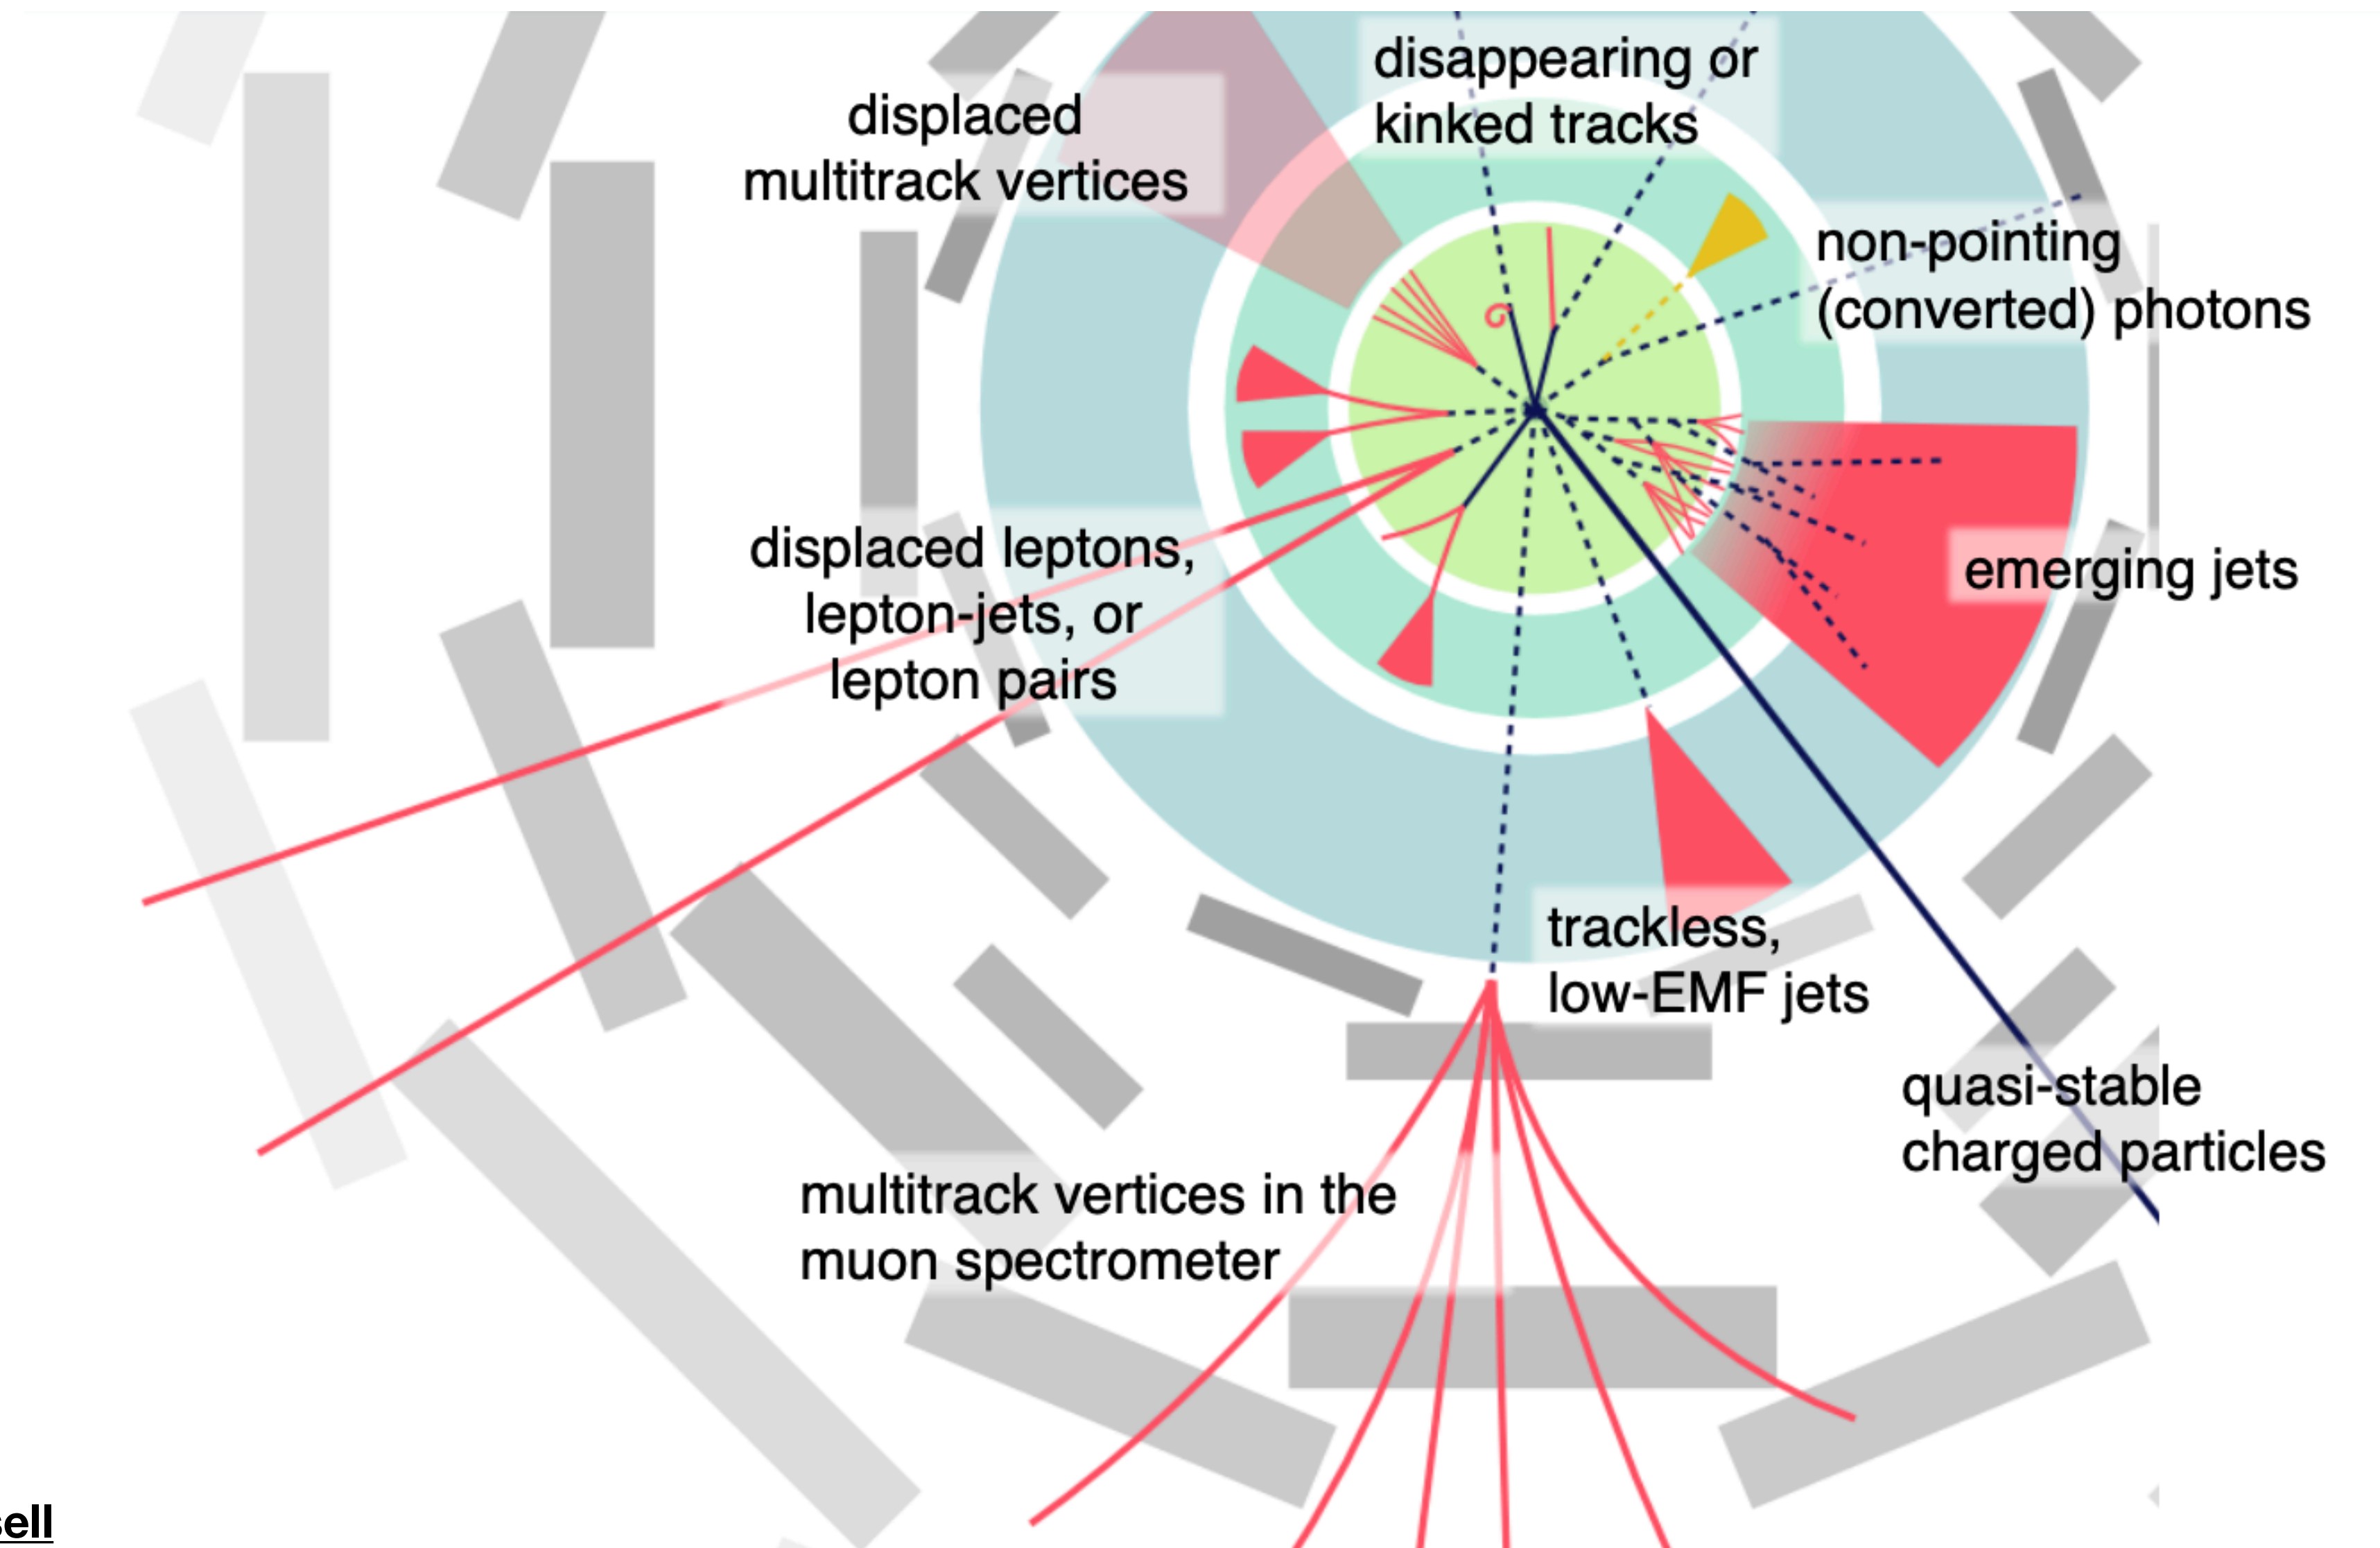 disappearing or
kinked tracks
displaced
multitrack vertices
non-pointing
(converted) photons
displaced leptons,
lepton-jets, or
lepton pairs
emerging jets
trackless,
low-EMF jets
quasi-stable
charged particles
multitrack vertices in the
muon spectrometer